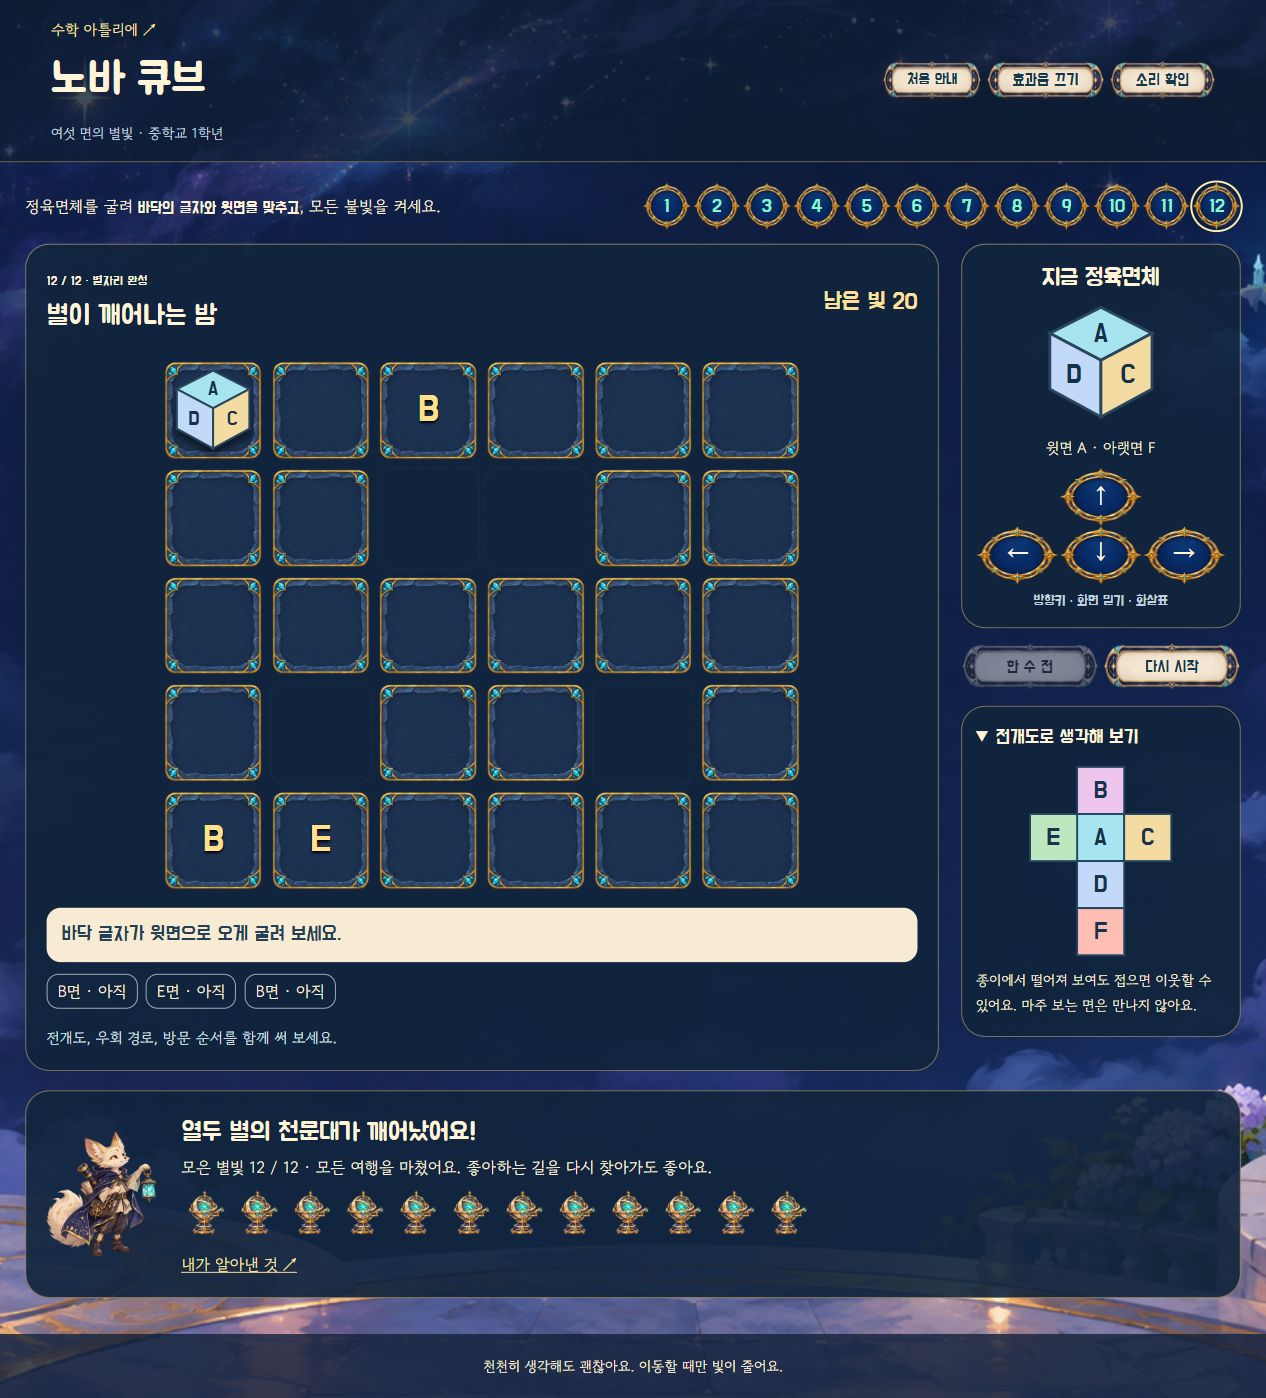 수학 아틀리에 ↗
노바 큐브
여섯 면의 별빛 · 중학교 1학년
처음 안내
효과음 끄기
소리 확인
정육면체를 굴려 바닥의 글자와 윗면을 맞추고, 모든 불빛을 켜세요.
1 2 3 4 5 6 7 8 9 10 11 12
12 / 12 · 별자리 완성
별이 깨어나는 밤
남은 빛 20
A
D C
B
B E
바닥 글자가 윗면으로 오게 굴려 보세요.
B면 · 아직
E면 · 아직
B면 · 아직
전개도, 우회 경로, 방문 순서를 함께 써 보세요.
지금 정육면체
A
D C
윗면 A · 아랫면 F
↑
← ↓ →
방향키 · 화면 밀기 · 화살표
한 수 전
다시 시작
▼ 전개도로 생각해 보기
B
E A C
D
F
종이에서 떨어져 보여도 접으면 이웃할 수
있어요. 마주 보는 면은 만나지 않아요.
열두 별의 천문대가 깨어났어요!
모은 별빛 12 / 12 · 모든 여행을 마쳤어요. 좋아하는 길을 다시 찾아가도 좋아요.
내가 알아낸 것 ↗
천천히 생각해도 괜찮아요. 이동할 때만 빛이 줄어요.